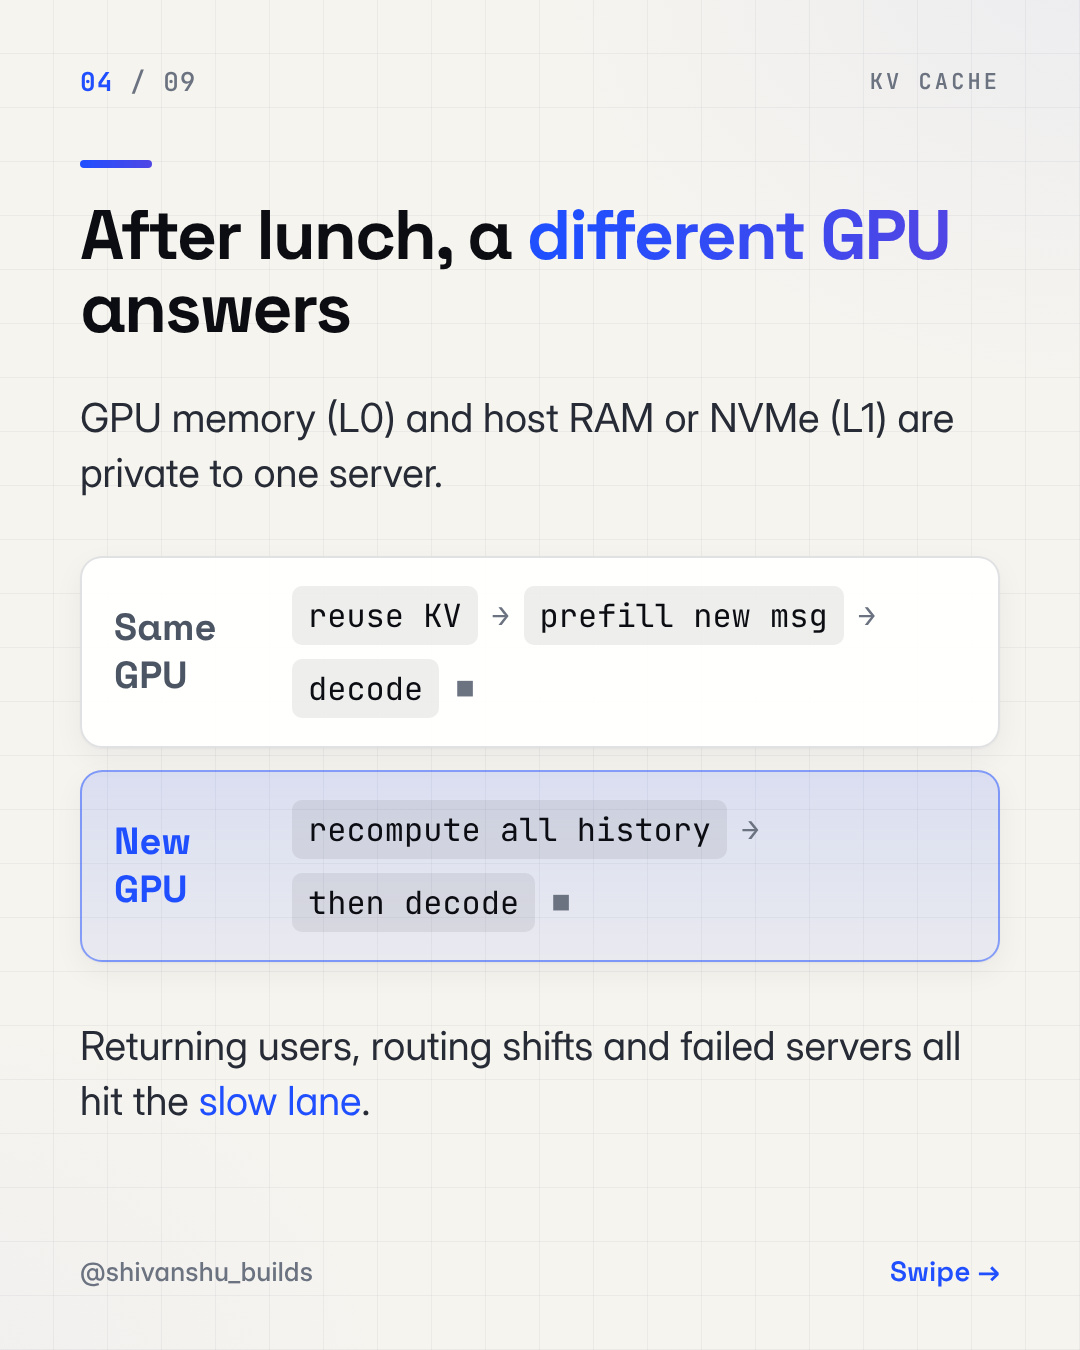 04 / 09
KV CACHE
After lunch, a different GPU
answers
GPU memory (L0) and host RAM or NVMe (L1) are
private to one server.
Same
GPU
reuse KV → prefill new msg →
decode ■
New
GPU
recompute all history →
then decode ■
Returning users, routing shifts and failed servers all
hit the slow lane.
@shivanshu_builds
Swipe →